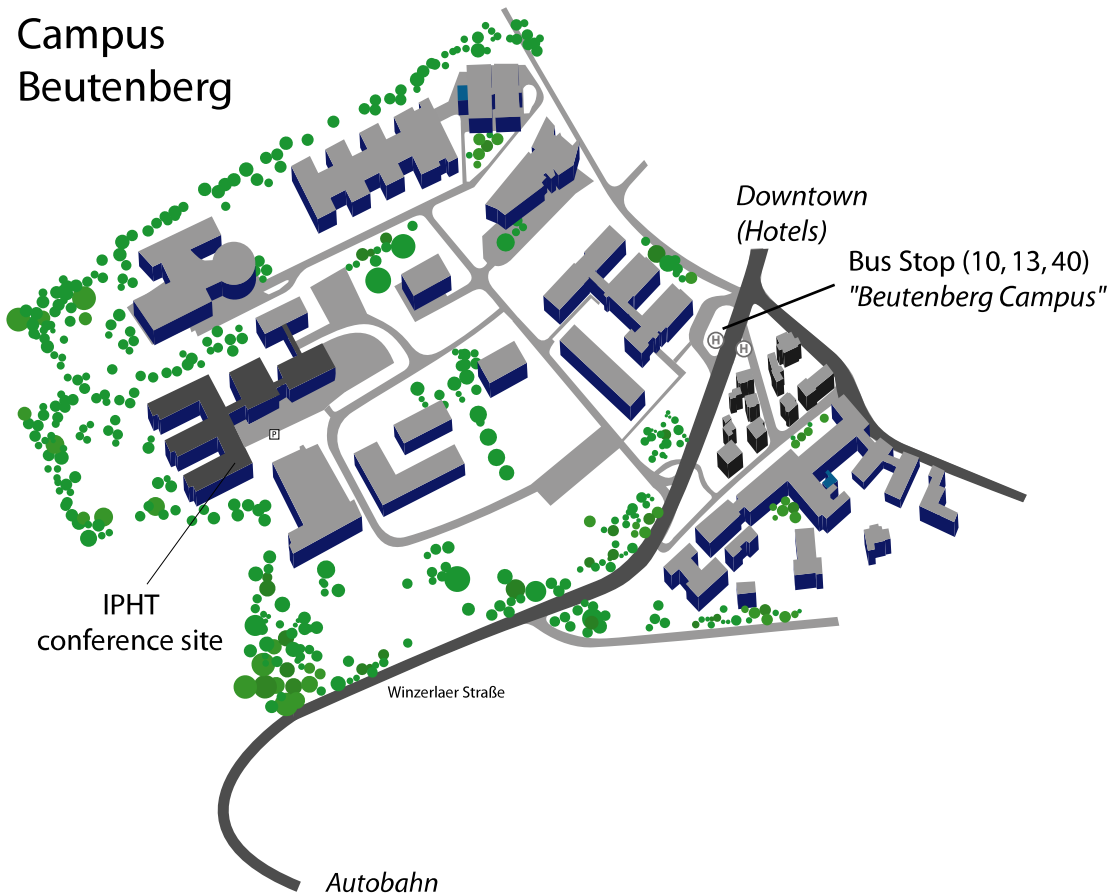 Campus
Beutenberg
Downtown
(Hotels)
Bus Stop (10, 13, 40)
"Beutenberg Campus"
H
H
P
IPHT
conference site
Winzerlaer Straße
Autobahn